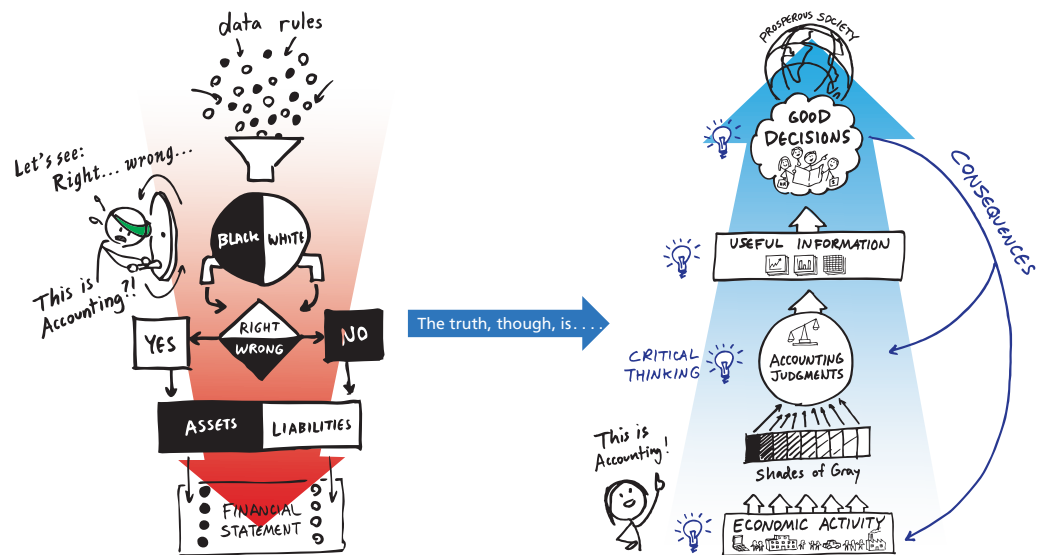 data rules
Let's see:
Right... wrong...
This is
Accounting?!
BLACK WHITE
RIGHT
WRONG
YES
NO
ASSETS LIABILITIES
FINANCIAL
STATEMENT
The truth, though, is....
PROSPEROUS SOCIETY
GOOD
DECISIONS
CONSEQUENCES
USEFUL INFORMATION
CRITICAL
THINKING
ACCOUNTING
JUDGMENTS
Shades of Gray
This is
Accounting!
ECONOMIC ACTIVITY